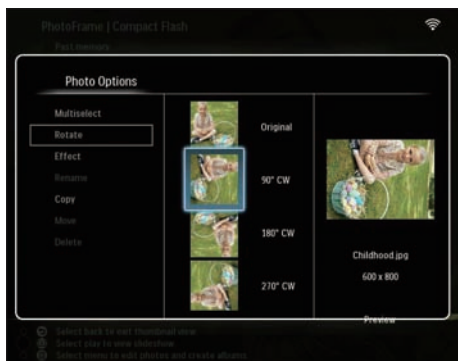 PhotoFrame | Compact Flash
Past memory
Photo Options
Multiselect
Rotate
Effect
Rename
Copy
Move
Delete
Original
90° CW
180° CW
270° CW
Childhood.jpg
600 x 800
Preview
Select back to exit thumbnail view
Select play to view slideshow
Select menu to edit photos and create albums